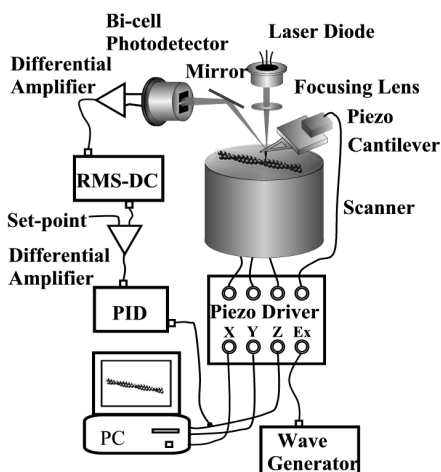 Bi-cell
Photodetector
Laser Diode
Differential
Amplifier
Mirror
Focusing Lens
Piezo
Cantilever
RMS-DC
Scanner
Set-point
Differential
Amplifier
PID
Piezo Driver
X Y Z Ex
PC
Wave
Generator